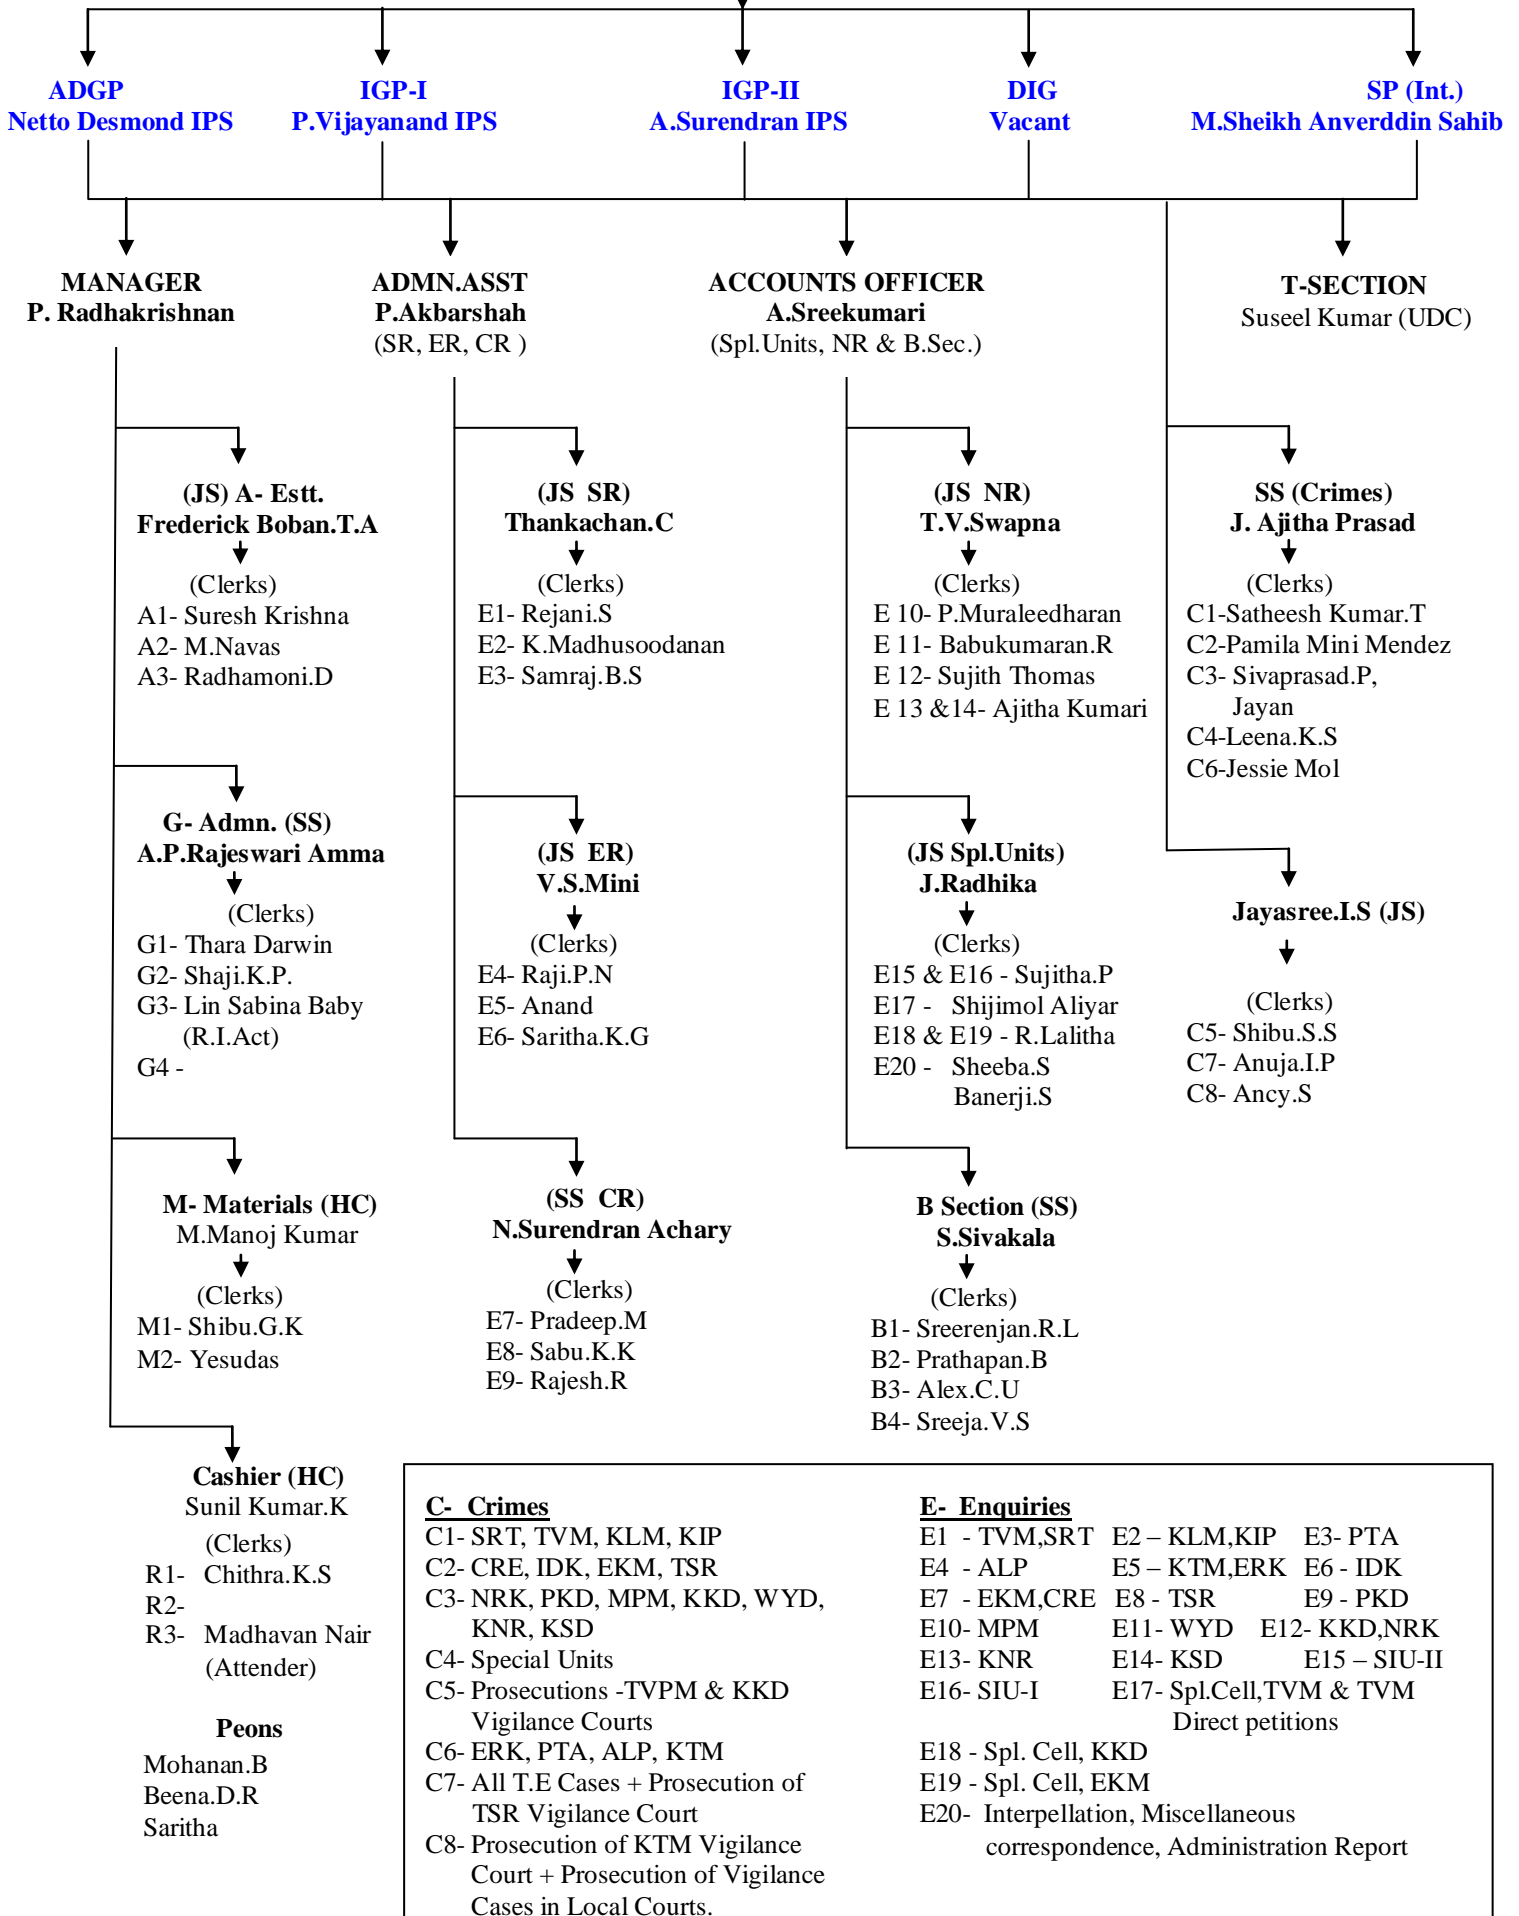 ADGP
Netto Desmond IPS
IGP-I
P.Vijayanand IPS
IGP-II
A.Surendran IPS
DIG
Vacant
SP (Int.)
M.Sheikh Anverddin Sahib
MANAGER
P. Radhakrishnan
ADMN.ASST
P.Akbarshah
(SR, ER, CR )
ACCOUNTS OFFICER
A.Sreekumari
(Spl.Units, NR & B.Sec.)
T-SECTION
Suseel Kumar (UDC)
(JS) A- Estt.
Frederick Boban.T.A
(Clerks)
A1- Suresh Krishna
A2- M.Navas
A3- Radhamoni.D
(JS SR)
Thankachan.C
(Clerks)
E1- Rejani.S
E2- K.Madhusoodanan
E3- Samraj.B.S
(JS NR)
T.V.Swapna
(Clerks)
E 10- P.Muraleedharan
E 11- Babukumaran.R
E 12- Sujith Thomas
E 13 &14- Ajitha Kumari
SS (Crimes)
J. Ajitha Prasad
(Clerks)
C1-Satheesh Kumar.T
C2-Pamila Mini Mendez
C3- Sivaprasad.P,
Jayan
C4-Leena.K.S
C6-Jessie Mol
G- Admn. (SS)
A.P.Rajeswari Amma
(Clerks)
G1- Thara Darwin
G2- Shaji.K.P.
G3- Lin Sabina Baby
(R.I.Act)
G4 -
(JS ER)
V.S.Mini
(Clerks)
E4- Raji.P.N
E5- Anand
E6- Saritha.K.G
(JS Spl.Units)
J.Radhika
(Clerks)
E15 & E16 - Sujitha.P
E17 - Shijimol Aliyar
E18 & E19 - R.Lalitha
E20 - Sheeba.S
Banerji.S
Jayasree.I.S (JS)
(Clerks)
C5- Shibu.S.S
C7- Anuja.I.P
C8- Ancy.S
M- Materials (HC)
M.Manoj Kumar
(Clerks)
M1- Shibu.G.K
M2- Yesudas
(SS CR)
N.Surendran Achary
(Clerks)
E7- Pradeep.M
E8- Sabu.K.K
E9- Rajesh.R
B Section (SS)
S.Sivakala
(Clerks)
B1- Sreerenjan.R.L
B2- Prathapan.B
B3- Alex.C.U
B4- Sreeja.V.S
Cashier (HC)
Sunil Kumar.K
(Clerks)
R1- Chithra.K.S
R2-
R3- Madhavan Nair
(Attender)
Peons
Mohanan.B
Beena.D.R
Saritha
C- Crimes
C1- SRT, TVM, KLM, KIP
C2- CRE, IDK, EKM, TSR
C3- NRK, PKD, MPM, KKD, WYD,
KNR, KSD
C4- Special Units
C5- Prosecutions -TVPM & KKD
Vigilance Courts
C6- ERK, PTA, ALP, KTM
C7- All T.E Cases + Prosecution of
TSR Vigilance Court
C8- Prosecution of KTM Vigilance
Court + Prosecution of Vigilance
Cases in Local Courts.
E- Enquiries
E1 - TVM,SRT E2 – KLM,KIP E3- PTA
E4 - ALP E5 – KTM,ERK E6 - IDK
E7 - EKM,CRE E8 - TSR E9 - PKD
E10- MPM E11- WYD E12- KKD,NRK
E13- KNR E14- KSD E15 – SIU-II
E16- SIU-I E17- Spl.Cell,TVM & TVM
Direct petitions
E18 - Spl. Cell, KKD
E19 - Spl. Cell, EKM
E20- Interpellation, Miscellaneous
correspondence, Administration Report